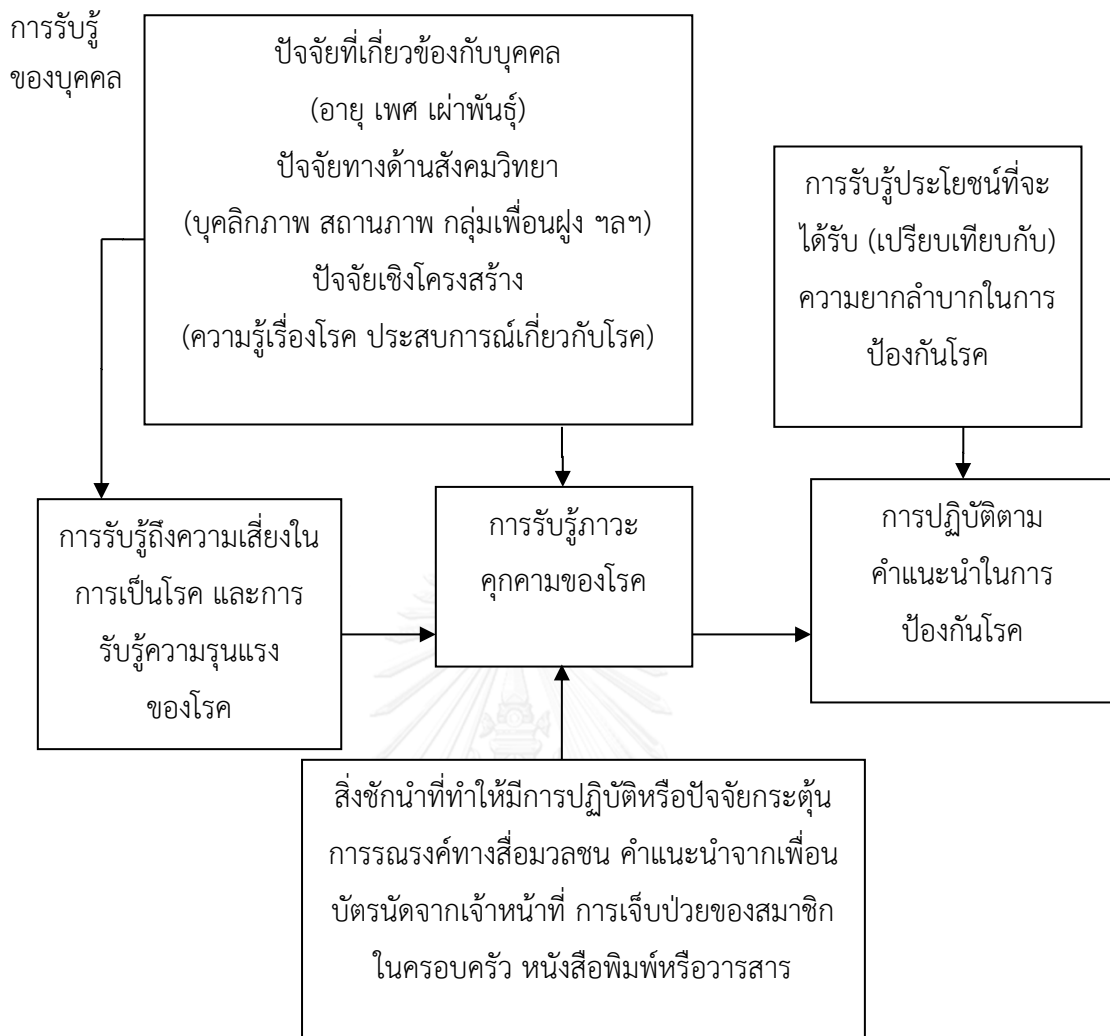 การรับรู้
ของบุคคล
ปัจจัยที่เกี่ยวข้องกับบุคคล
(อายุ เพศ เผ่าพันธุ์)
ปัจจัยทางด้านสังคมวิทยา
(บุคลิกภาพ สถานภาพ กลุ่มเพื่อนฝูง ฯลฯ)
ปัจจัยเชิงโครงสร้าง
(ความรู้เรื่องโรค ประสบการณ์เกี่ยวกับโรค)
การรับรู้ประโยชน์ที่จะ
ได้รับ (เปรียบเทียบกับ)
ความยากลำบากในการ
ป้องกันโรค
การรับรู้ถึงความเสี่ยงใน
การเป็นโรค และการ
รับรู้ความรุนแรง
ของโรค
การรับรู้ภาวะ
คุกคามของโรค
การปฏิบัติตาม
คำแนะนำในการ
ป้องกันโรค
สิ่งชักนำที่ทำให้มีการปฏิบัติหรือปัจจัยกระตุ้น
การรณรงค์ทางสื่อมวลชน คำแนะนำจากเพื่อน
บัตรนัดจากเจ้าหน้าที่ การเจ็บป่วยของสมาชิก
ในครอบครัว หนังสือพิมพ์หรือวารสาร